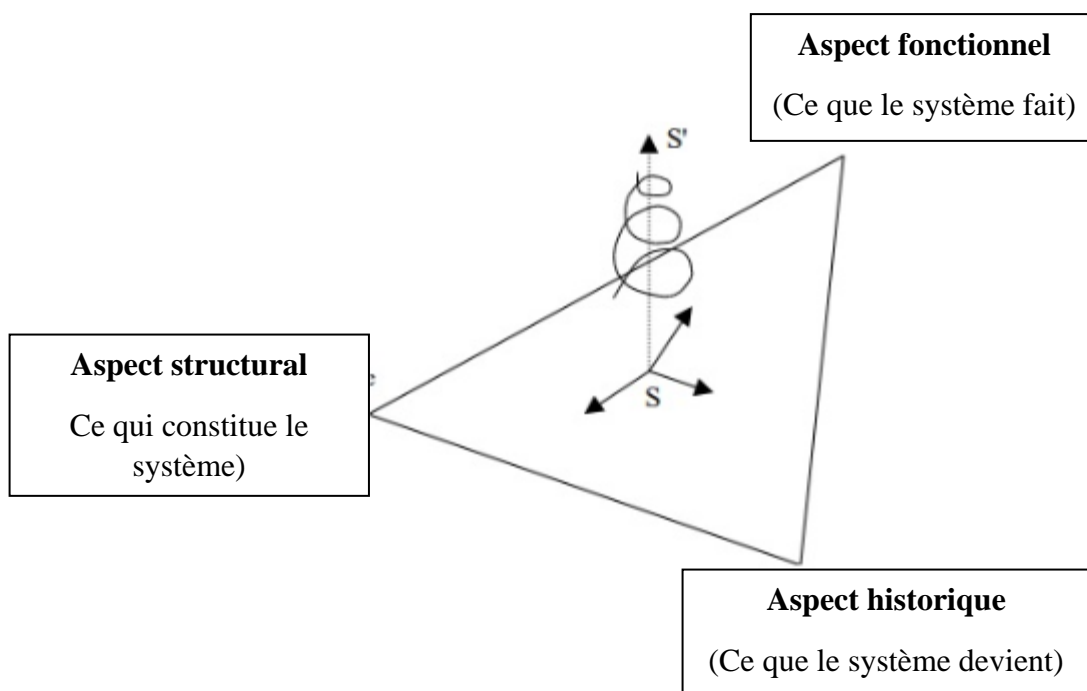 Aspect fonctionnel
(Ce que le système fait)
S'
Aspect structural
Ce qui constitue le
système)
S
Aspect historique
(Ce que le système devient)